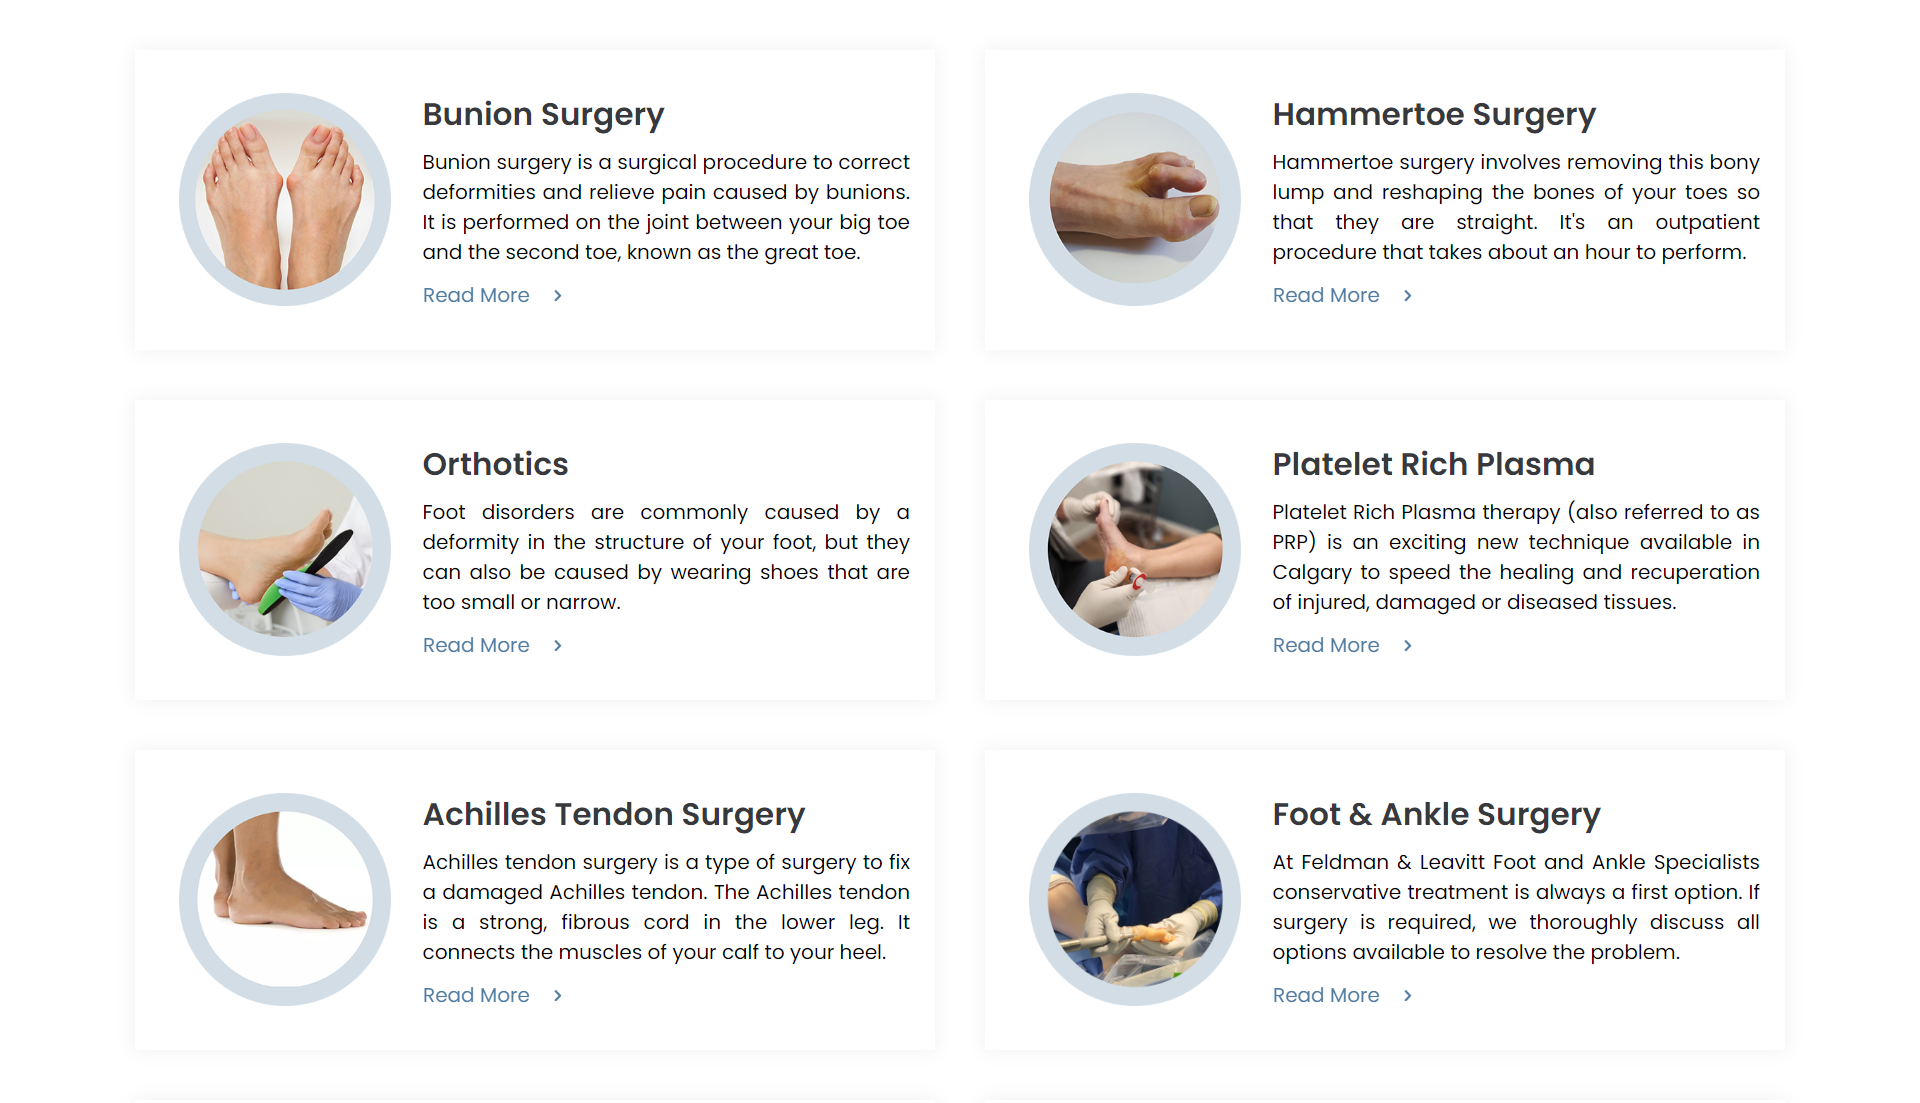 Bunion Surgery
Bunion surgery is a surgical procedure to correct
deformities and relieve pain caused by bunions.
It is performed on the joint between your big toe
and the second toe, known as the great toe.
Read More
Hammertoe Surgery
Hammertoe surgery involves removing this bony
lump and reshaping the bones of your toes so
that they are straight. It's an outpatient
procedure that takes about an hour to perform.
Read More
Orthotics
Foot disorders are commonly caused by a
deformity in the structure of your foot, but they
can also be caused by wearing shoes that are
too small or narrow.
Read More
Platelet Rich Plasma
Platelet Rich Plasma therapy (also referred to as
PRP) is an exciting new technique available in
Calgary to speed the healing and recuperation
of injured, damaged or diseased tissues.
Read More
Achilles Tendon Surgery
Achilles tendon surgery is a type of surgery to fix
a damaged Achilles tendon. The Achilles tendon
is a strong, fibrous cord in the lower leg. It
connects the muscles of your calf to your heel.
Read More
Foot & Ankle Surgery
At Feldman & Leavitt Foot and Ankle Specialists
conservative treatment is always a first option. If
surgery is required, we thoroughly discuss all
options available to resolve the problem.
Read More